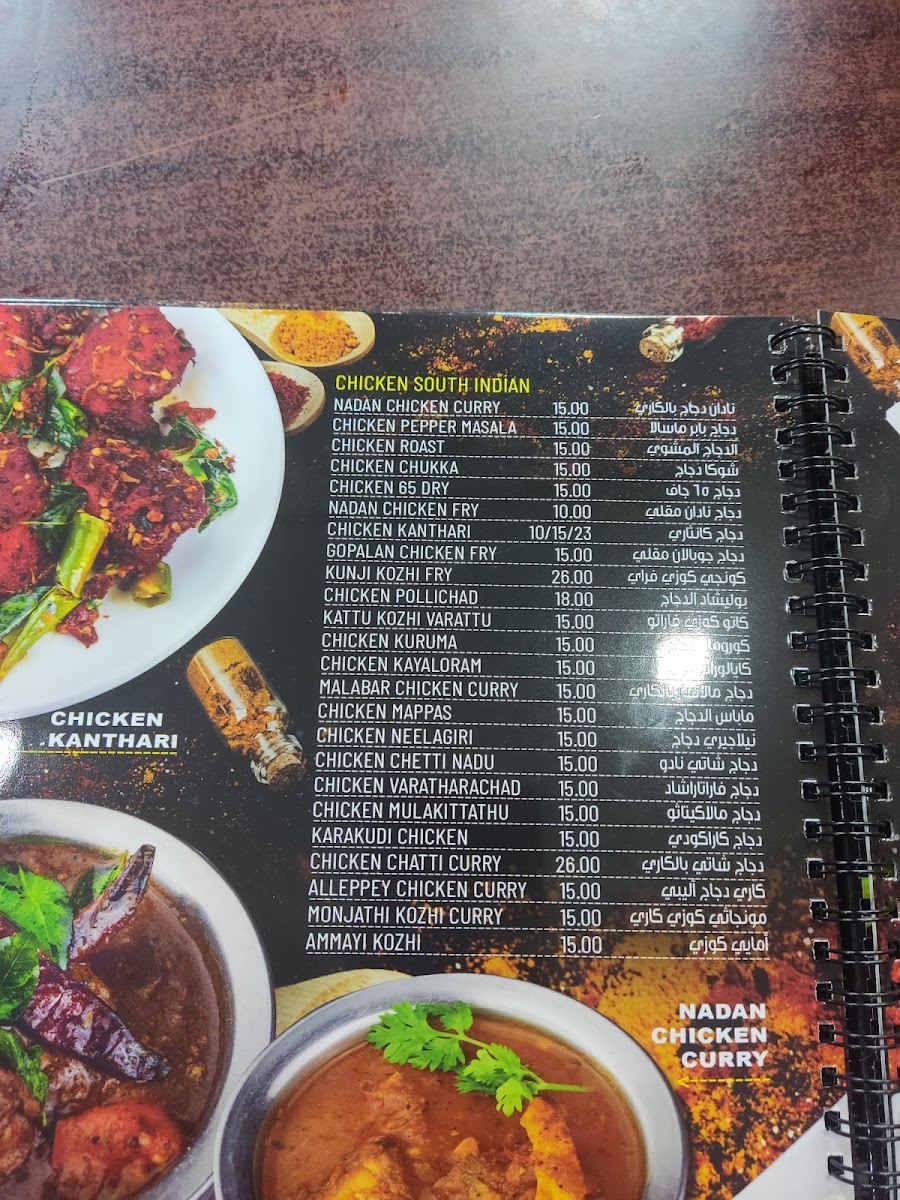 CHICKEN SOUTH INDIAN
NADAN CHICKEN CURRY 15.00 نادان دجاج بالكاري
CHICKEN PEPPER MASALA 15.00 دجاج بابر ماسالا
CHICKEN ROAST 15.00 الدجاج المشوي
CHICKEN CHUKKA 15.00 شوكا دجاج
CHICKEN 65 DRY 15.00 دجاج ٦٥ جاف
NADAN CHICKEN FRY 10.00 دجاج نادان مقلي
CHICKEN KANTHARI 10/15/23 دجاج كانثاري
GOPALAN CHICKEN FRY 15.00 دجاج جوبالان مقلي
KUNJI KOZHI FRY 26.00 كونجي كوزي فراي
CHICKEN POLLICHAD 18.00 بوليشاد الدجاج
KATTU KOZHI VARATTU 15.00 كاتو كوزي فاراتو
CHICKEN KURUMA 15.00
CHICKEN KAYALORAM 15.00
MALABAR CHICKEN CURRY 15.00 دجاج مالابار بالكاري
CHICKEN MAPPAS 15.00 ماباس الدجاج
CHICKEN NEELAGIRI 15.00 نيلاجيري دجاج
CHICKEN CHETTI NADU 15.00 دجاج شاتي نادو
CHICKEN VARATHARACHAD 15.00 دجاج فاراتاراشاد
CHICKEN MULAKITTATHU 15.00 دجاج مالاكيتاثو
KARAKUDI CHICKEN 15.00 دجاج كاراكودي
CHICKEN CHATTI CURRY 26.00 دجاج شاتي بالكاري
ALLEPPEY CHICKEN CURRY 15.00 كاري دجاج أليبي
MONJATHI KOZHI CURRY 15.00 مونجاثي كوزي كاري
AMMAYI KOZHI 15.00 أمايي كوزي
CHICKEN
KANTHARI
NADAN
CHICKEN
CURRY